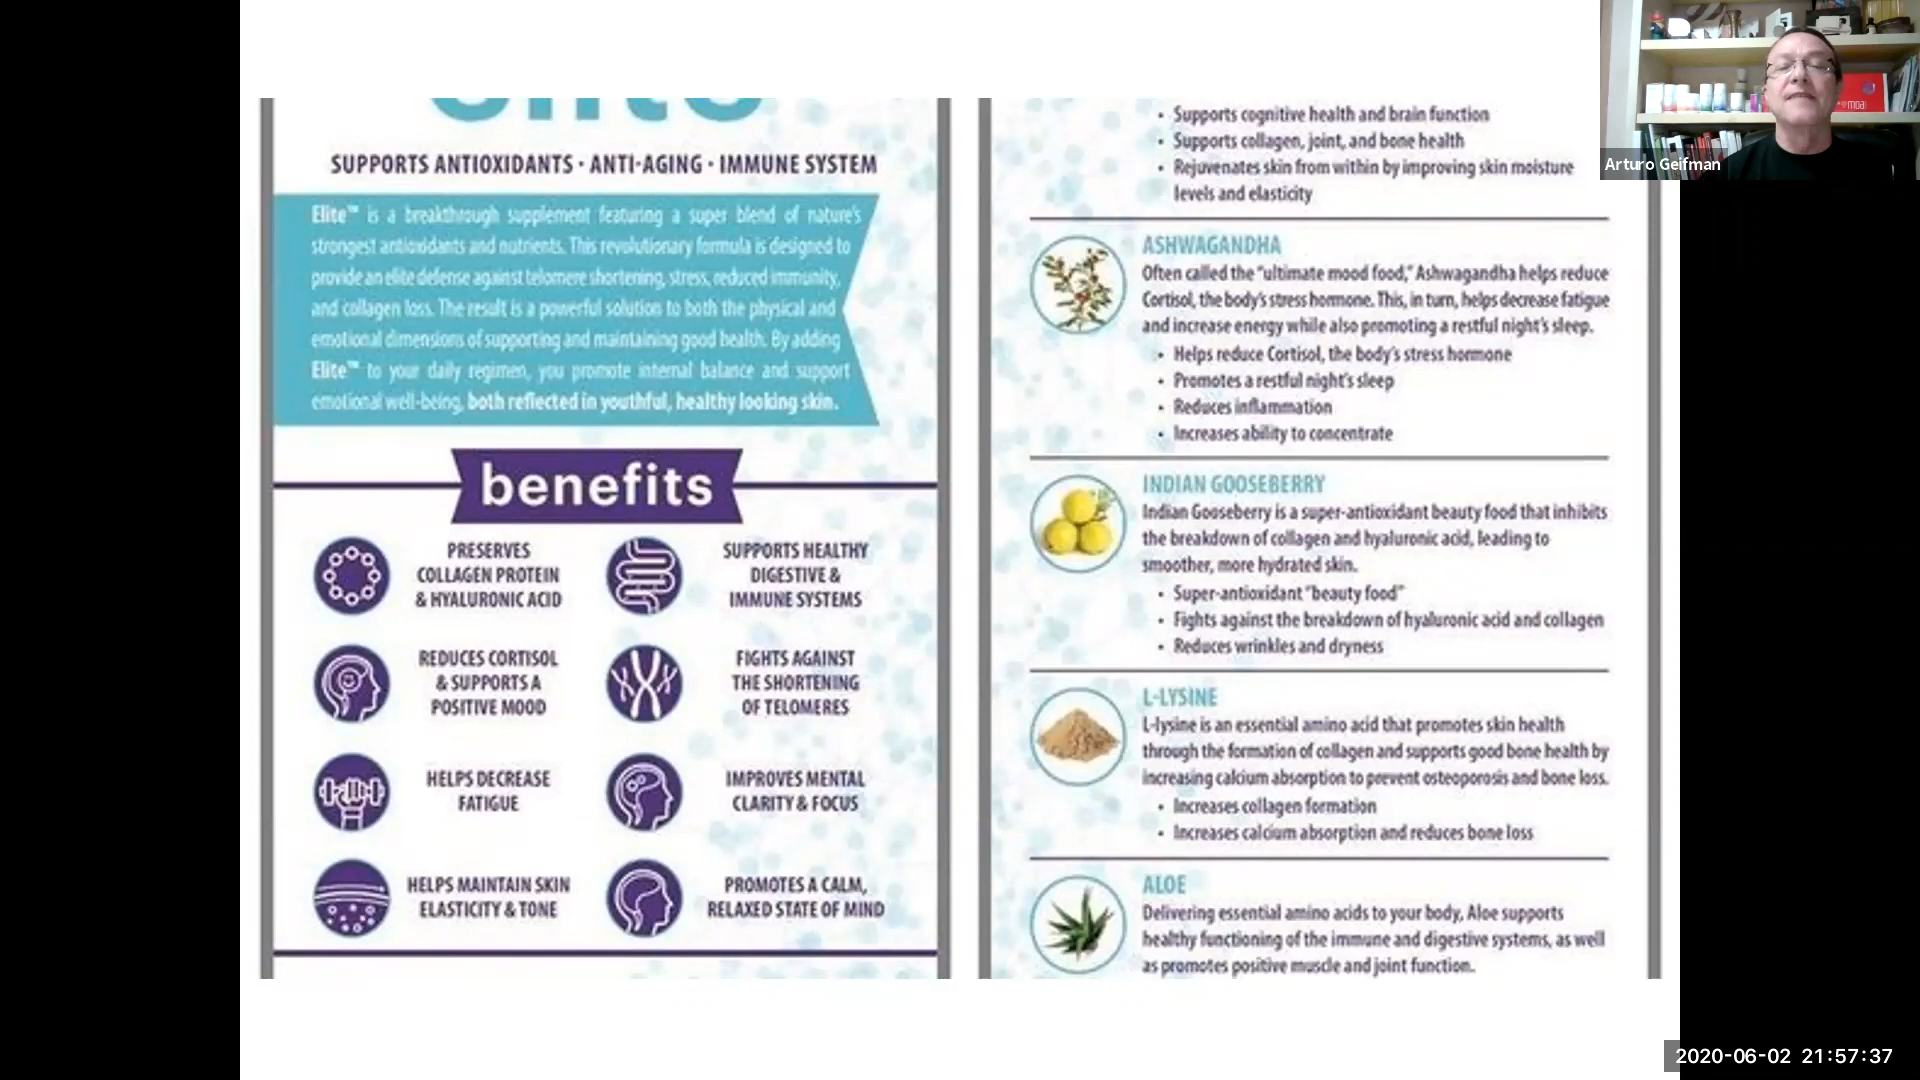 elite
SUPPORTS ANTIOXIDANTS · ANTI-AGING · IMMUNE SYSTEM
Elite™ is a breakthrough supplement featuring a super blend of nature's
strongest antioxidants and nutrients. This revolutionary formula is designed to
provide an elite defense against telomere shortening, stress, reduced immunity,
and collagen loss. The result is a powerful solution to both the physical and
emotional dimensions of supporting and maintaining good health. By adding
Elite™ to your daily regimen, you promote internal balance and support
emotional well-being, both reflected in youthful, healthy looking skin.
benefits
PRESERVES
COLLAGEN PROTEIN
& HYALURONIC ACID
SUPPORTS HEALTHY
DIGESTIVE &
IMMUNE SYSTEMS
REDUCES CORTISOL
& SUPPORTS A
POSITIVE MOOD
FIGHTS AGAINST
THE SHORTENING
OF TELOMERES
HELPS DECREASE
FATIGUE
IMPROVES MENTAL
CLARITY & FOCUS
HELPS MAINTAIN SKIN
ELASTICITY & TONE
PROMOTES A CALM,
RELAXED STATE OF MIND
• Supports cognitive health and brain function
• Supports collagen, joint, and bone health
• Rejuvenates skin from within by improving skin moisture
levels and elasticity
ASHWAGANDHA
Often called the "ultimate mood food," Ashwagandha helps reduce
Cortisol, the body's stress hormone. This, in turn, helps decrease fatigue
and increase energy while also promoting a restful night's sleep.
• Helps reduce Cortisol, the body's stress hormone
• Promotes a restful night's sleep
• Reduces inflammation
• Increases ability to concentrate
INDIAN GOOSEBERRY
Indian Gooseberry is a super-antioxidant beauty food that inhibits
the breakdown of collagen and hyaluronic acid, leading to
smoother, more hydrated skin.
• Super-antioxidant "beauty food"
• Fights against the breakdown of hyaluronic acid and collagen
• Reduces wrinkles and dryness
L-LYSINE
L-lysine is an essential amino acid that promotes skin health
through the formation of collagen and supports good bone health by
increasing calcium absorption to prevent osteoporosis and bone loss.
• Increases collagen formation
• Increases calcium absorption and reduces bone loss
ALOE
Delivering essential amino acids to your body, Aloe supports
healthy functioning of the immune and digestive systems, as well
as promotes positive muscle and joint function.
moa
Arturo Geifman
2020-06-02 21:57:37